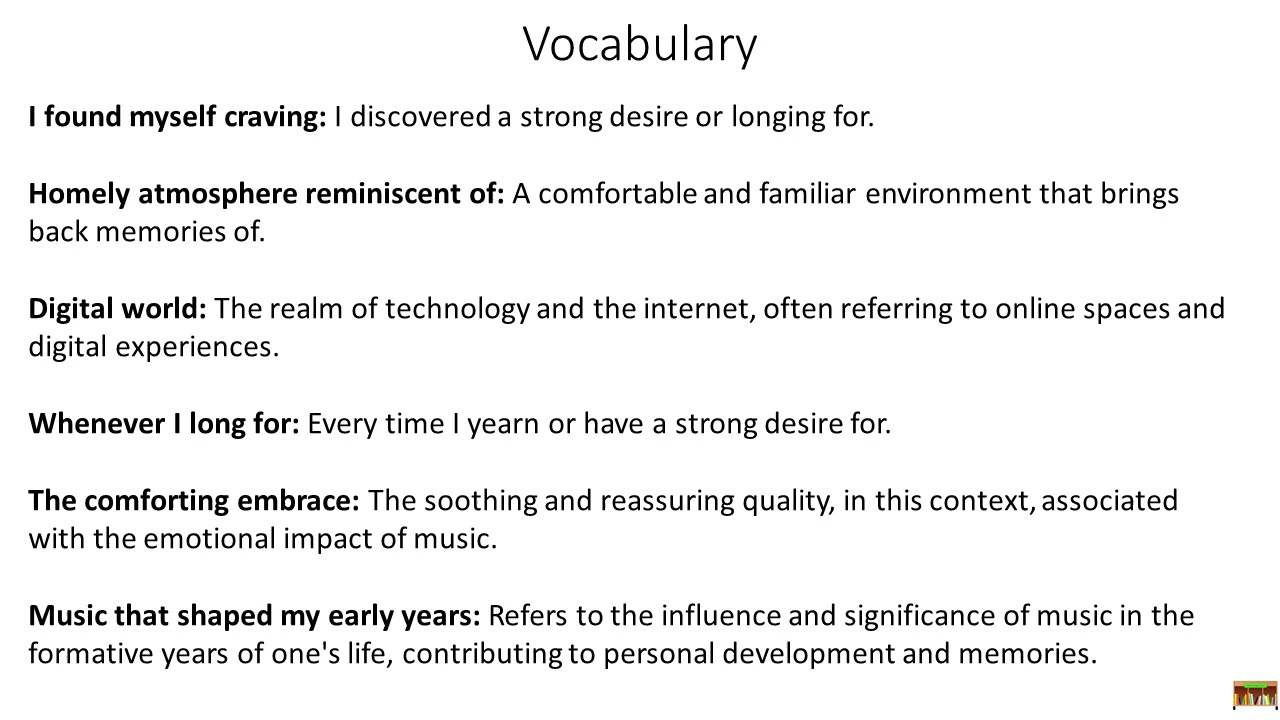 Vocabulary
I found myself craving: I discovered a strong desire or longing for.
Homely atmosphere reminiscent of: A comfortable and familiar environment that brings
back memories of.
Digital world: The realm of technology and the internet, often referring to online spaces and
digital experiences.
Whenever I long for: Every time I yearn or have a strong desire for.
The comforting embrace: The soothing and reassuring quality, in this context, associated
with the emotional impact of music.
Music that shaped my early years: Refers to the influence and significance of music in the
formative years of one's life, contributing to personal development and memories.